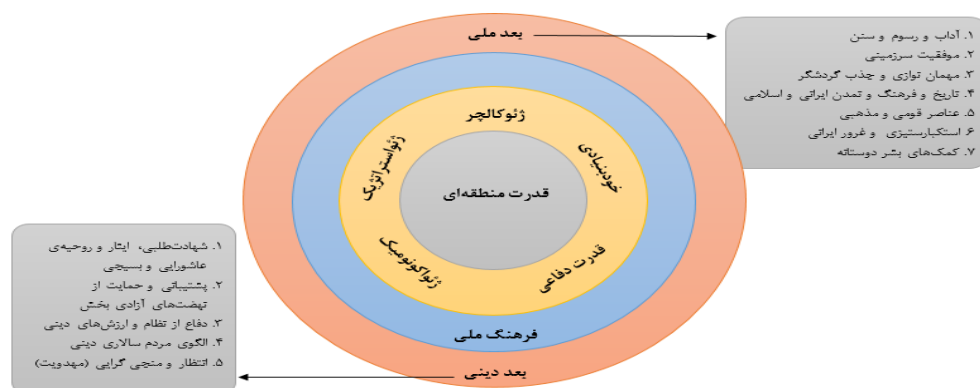 بعد ملی
۱. آداب و رسوم و سنن
۲. موفقیت سرزمینی
۳. مهمان توازی و جذب گردشگر
۴. تاریخ و فرهنگ و تمدن ایرانی و اسلامی
۵. عناصر قومی و مذهبی
۶. استکبارستیزی و غرور ایرانی
۷. کمک‌های بشر دوستانه
ژئوکالچر
خودبنیادی
ژئواستراتژیک
قدرت منطقه‌ای
ژئواکونومیک
قدرت دفاعی
فرهنگ ملی
بعد دینی
۱. شهادت‌طلبی، ایثار و روحیه‌ی
عاشورایی و بسیجی
۲. پشتیبانی و حمایت از
نهضت‌های آزادی بخش
۳. دفاع از نظام و ارزش‌های دینی
۴. الگوی مردم سالاری دینی
۵. انتظار و منجی گرایی (مهدویت)